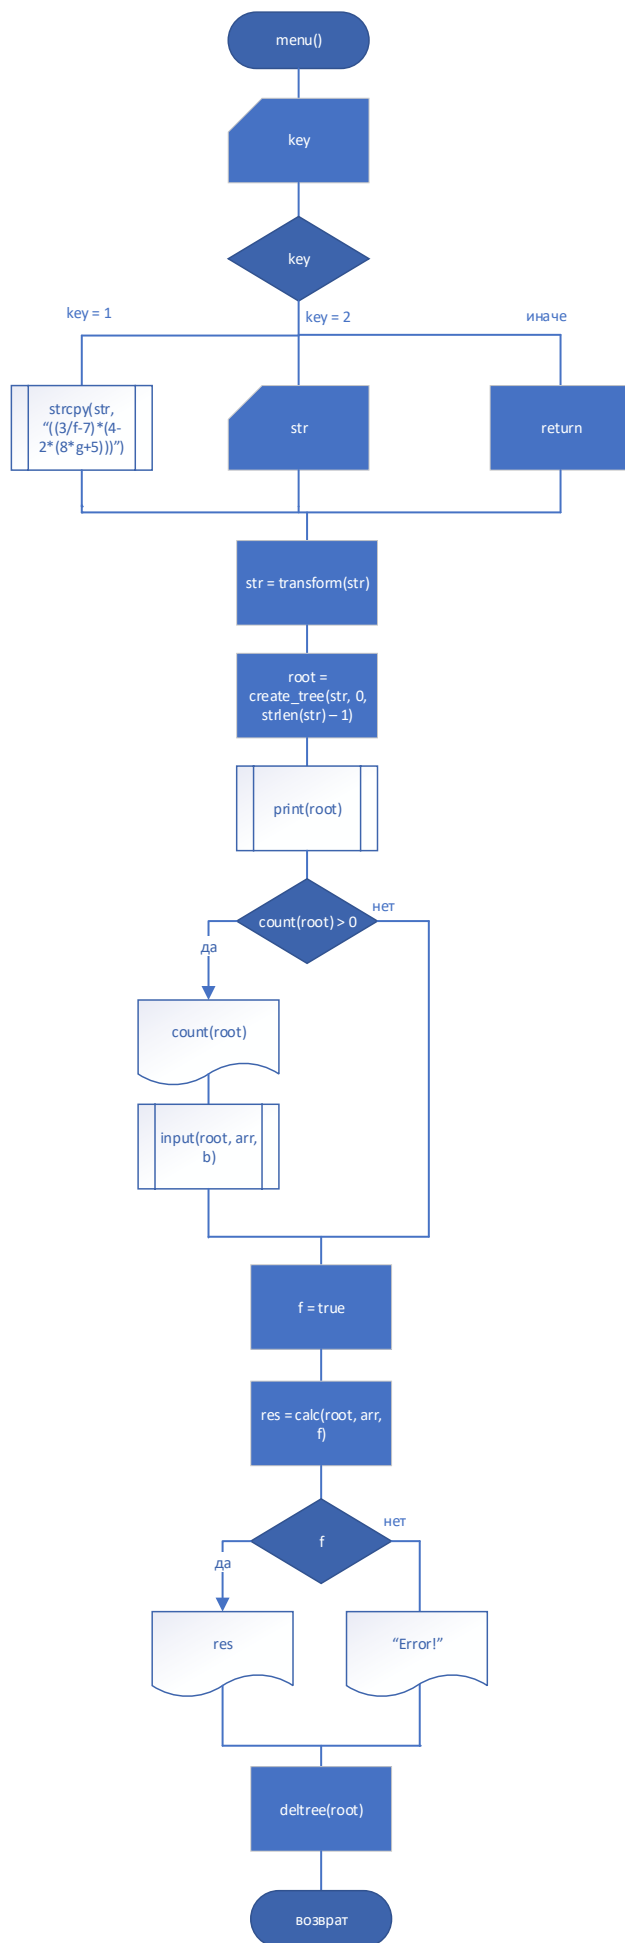 menu()
key
key
key = 1
key = 2
иначе
strcpy(str,
“((3/f-7)*(4-
2*(8*g+5)))”)
str
return
str = transform(str)
root =
create_tree(str, 0,
strlen(str) – 1)
print(root)
count(root) > 0
нет
да
count(root)
input(root, arr,
b)
f = true
res = calc(root, arr,
f)
f
нет
да
res
“Error!”
deltree(root)
возврат